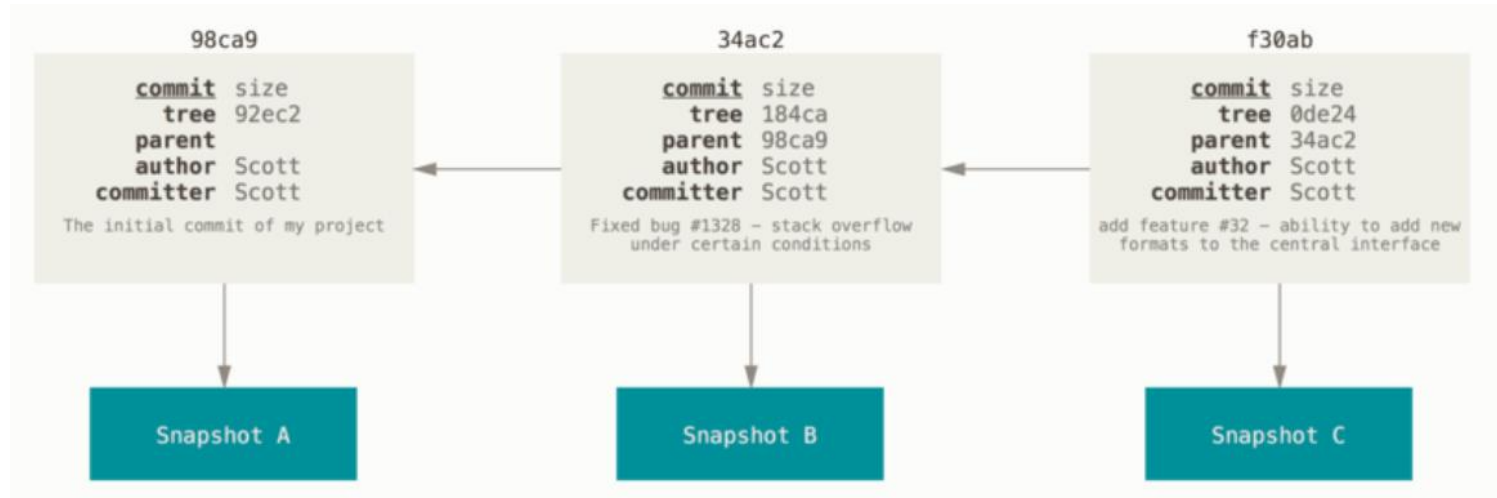 98ca9
commit size
tree 92ec2
parent
author Scott
committer Scott
The initial commit of my project
Snapshot A
34ac2
commit size
tree 184ca
parent 98ca9
author Scott
committer Scott
Fixed bug #1328 – stack overflow
under certain conditions
Snapshot B
f30ab
commit size
tree 0de24
parent 34ac2
author Scott
committer Scott
add feature #32 – ability to add new
formats to the central interface
Snapshot C